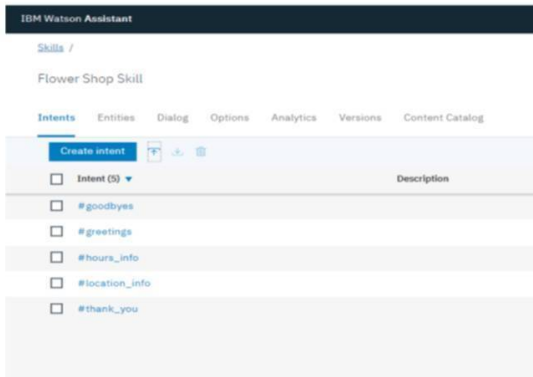 IBM Watson Assistant
Skills /
Flower Shop Skill
Intents Entities Dialog Options Analytics Versions Content Catalog
Create intent
Intent (5) ▼ Description
#goodbyes
#greetings
#hours_info
#location_info
#thank_you